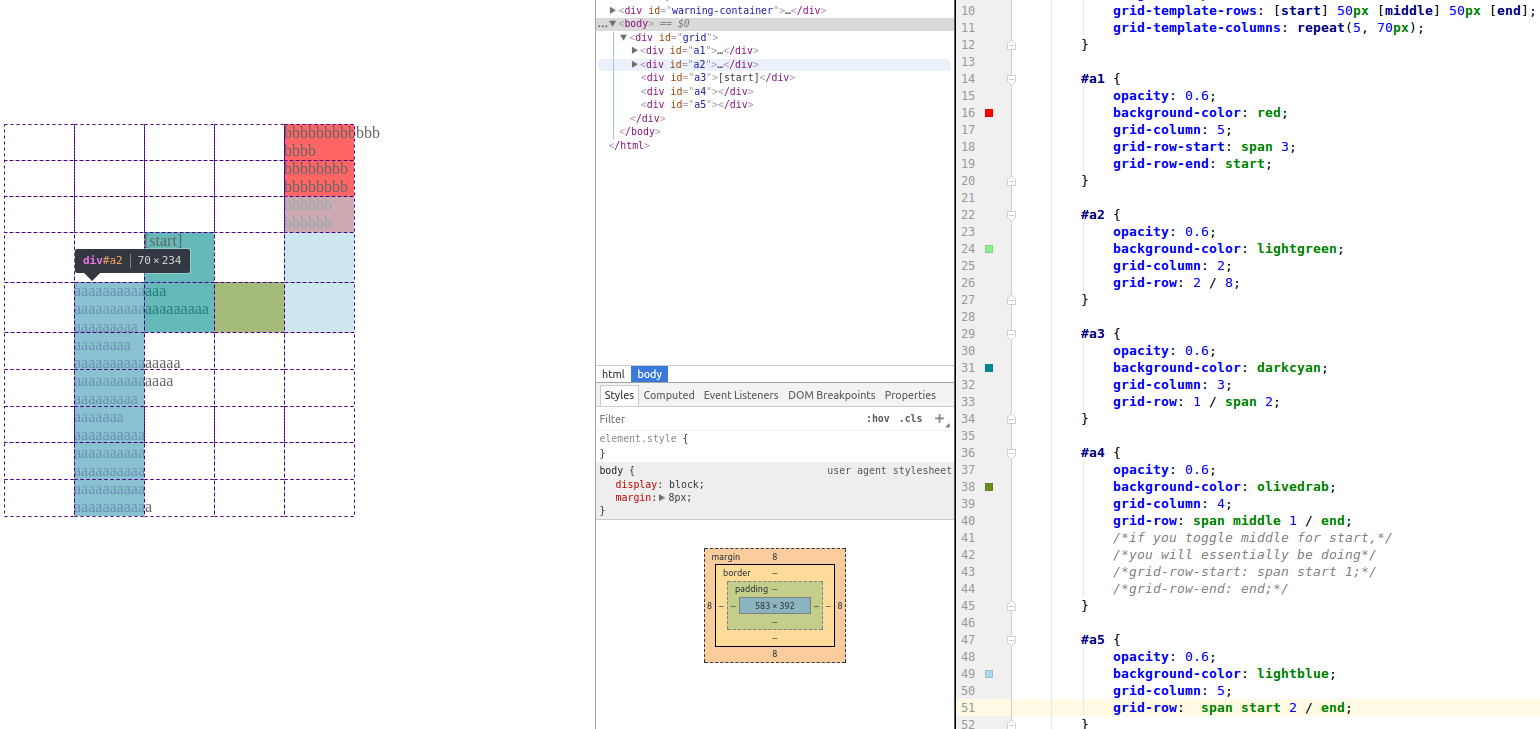 bbbbbbbbbbbb
bbbb
bbbbbbbb
bbbbbbbb
bbbbbb
bbbbbb
[start]
div#a2 | 70 × 234
aaaaaaaaaaaaa
aaaaaaaaaaaaaaaaaaa
aaaaaaaaa
aaaaaaaa
aaaaaaaaaaaaaaa
aaaaaaaaaaaaaa
aaaaaaaaa
aaaaaaa
aaaaaaaaaa
aaaaaaaaaa
aaaaaaaaaa
aaaaaaaaaa
aaaaaaaaaaa
▶<div id="warning-container">…</div>
…▼<body> == $0
▼<div id="grid">
▶<div id="a1">…</div>
▶<div id="a2">…</div>
<div id="a3">[start]</div>
<div id="a4"></div>
<div id="a5"></div>
</div>
</body>
</html>
html body
Styles Computed Event Listeners DOM Breakpoints Properties
Filter :hov .cls +
element.style {
}
body { user agent stylesheet
display: block;
margin:▶8px;
}
margin 8
border –
padding –
8 – – 583 × 392 – – 8
–
–
8
10 grid-template-rows: [start] 50px [middle] 50px [end];
11 grid-template-columns: repeat(5, 70px);
12 }
13
14 #a1 {
15 opacity: 0.6;
16 background-color: red;
17 grid-column: 5;
18 grid-row-start: span 3;
19 grid-row-end: start;
20 }
21
22 #a2 {
23 opacity: 0.6;
24 background-color: lightgreen;
25 grid-column: 2;
26 grid-row: 2 / 8;
27 }
28
29 #a3 {
30 opacity: 0.6;
31 background-color: darkcyan;
32 grid-column: 3;
33 grid-row: 1 / span 2;
34 }
35
36 #a4 {
37 opacity: 0.6;
38 background-color: olivedrab;
39 grid-column: 4;
40 grid-row: span middle 1 / end;
41 /*if you toggle middle for start,*/
42 /*you will essentially be doing*/
43 /*grid-row-start: span start 1;*/
44 /*grid-row-end: end;*/
45 }
46
47 #a5 {
48 opacity: 0.6;
49 background-color: lightblue;
50 grid-column: 5;
51 grid-row:  span start 2 / end;
52 }